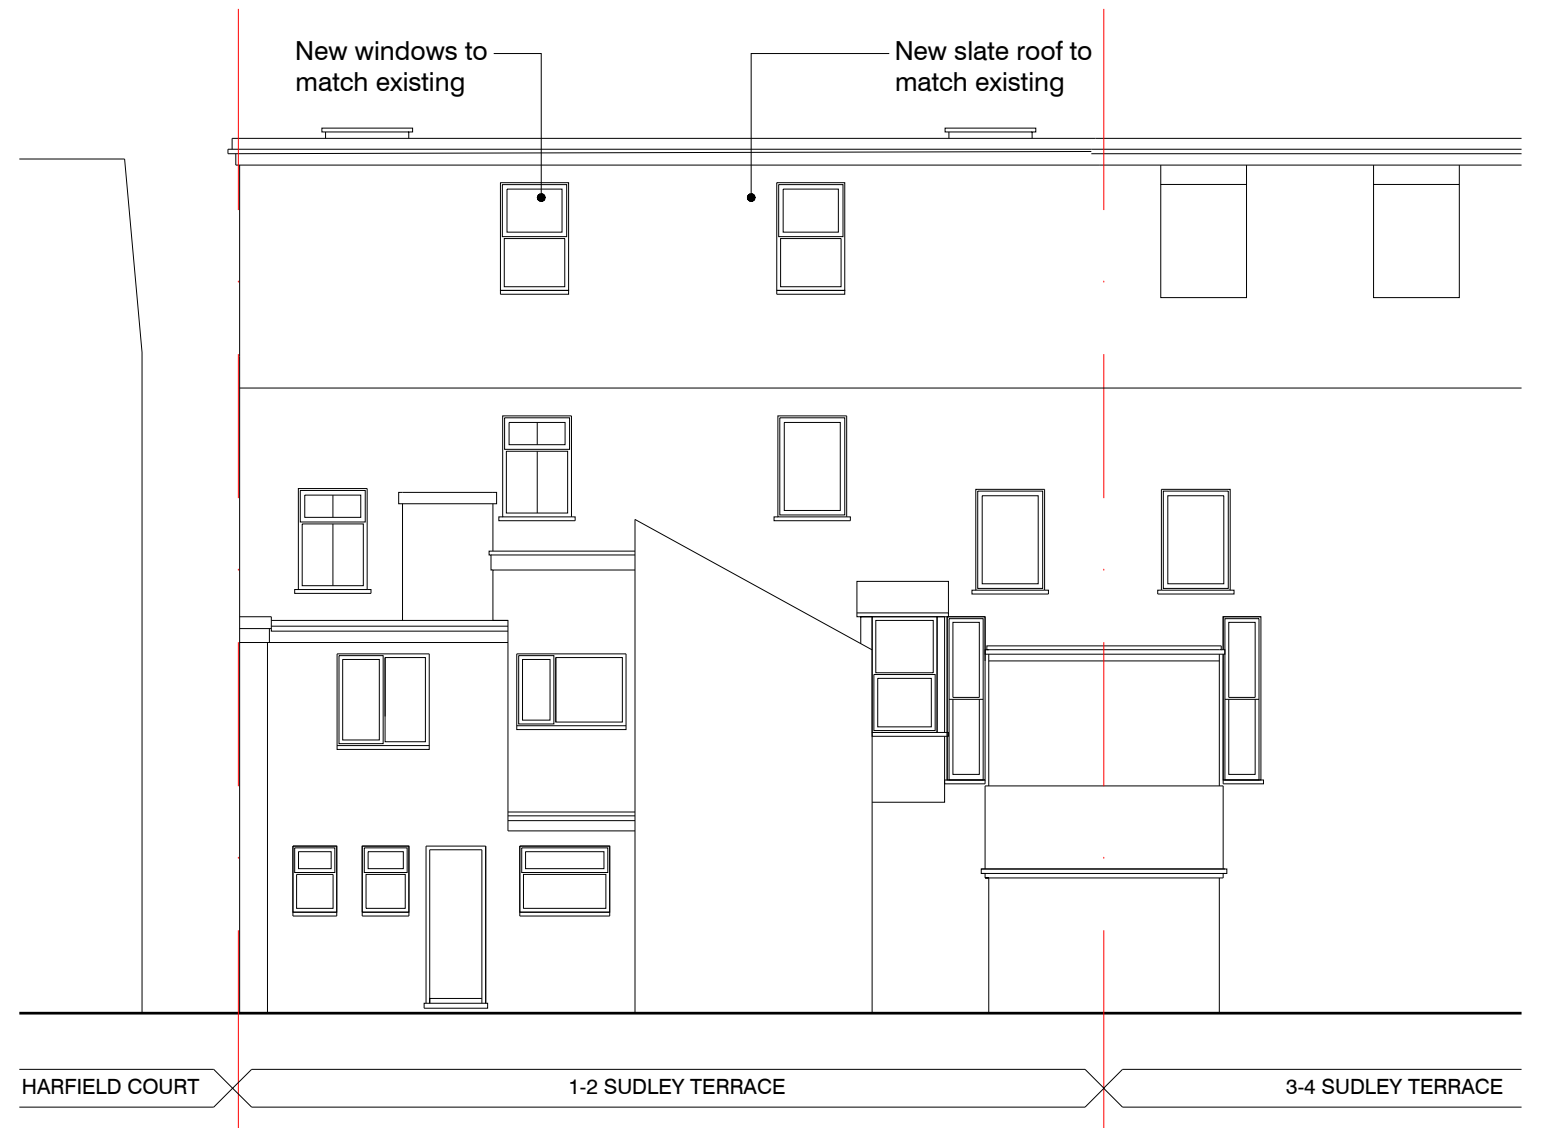 New windows to
match existing
New slate roof to
match existing
HARFIELD COURT
1-2 SUDLEY TERRACE
3-4 SUDLEY TERRACE